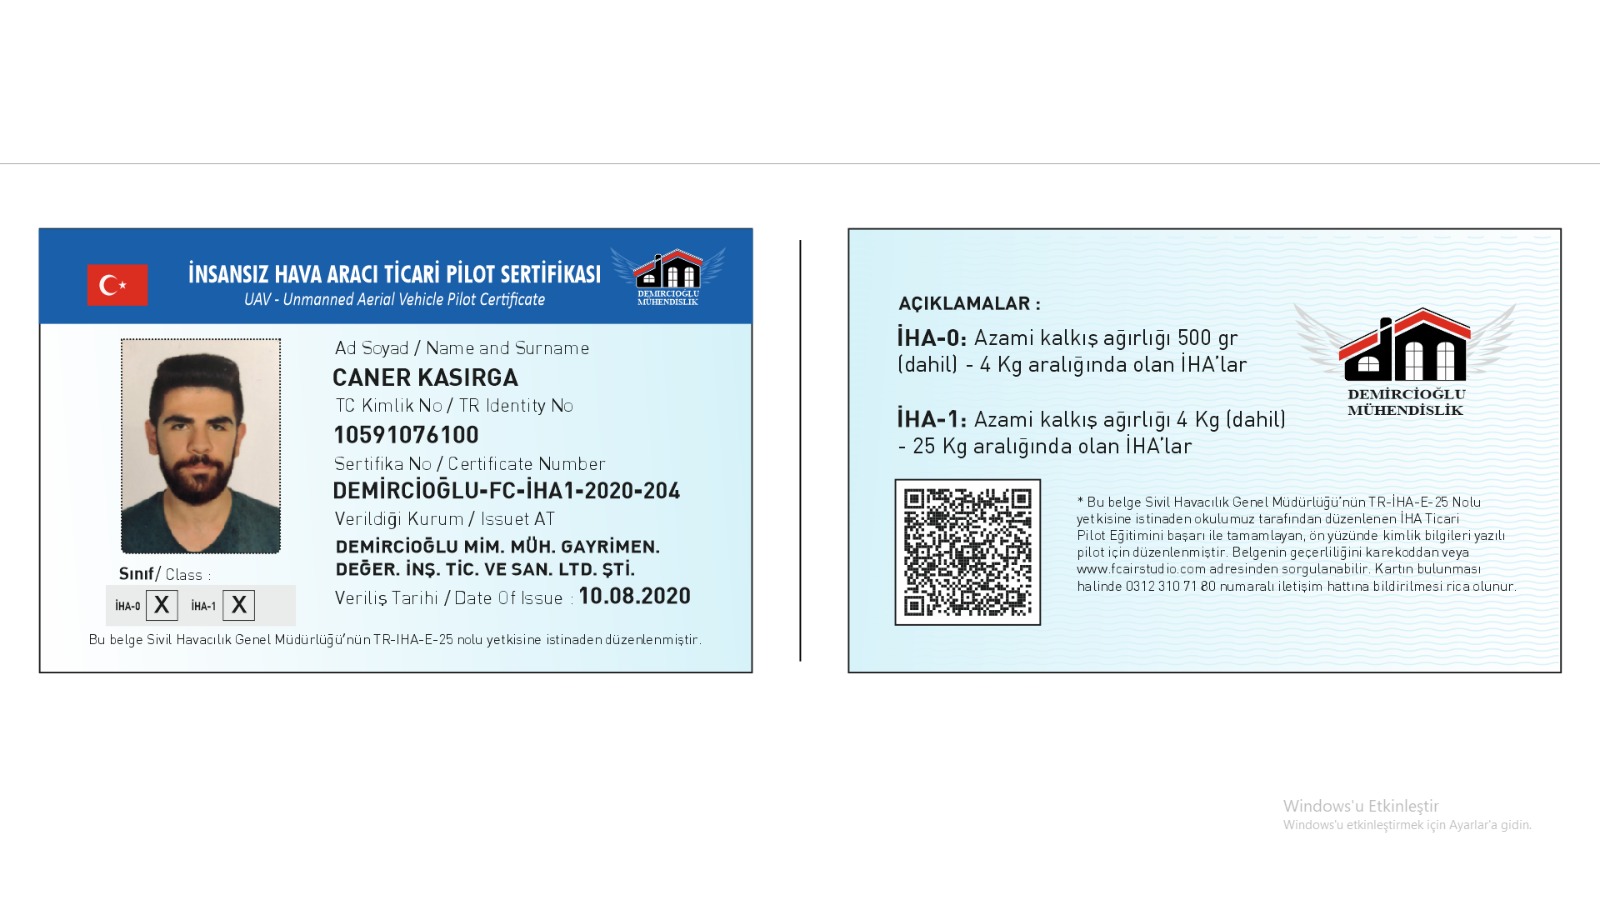 İNSANSIZ HAVA ARACI TİCARİ PİLOT SERTİFİKASI
UAV - Unmanned Aerial Vehicle Pilot Certificate
dm
DEMİRCİOĞLU
MÜHENDİSLİK
Ad Soyad / Name and Surname
CANER KASIRGA
TC Kimlik No / TR Identity No
10591076100
Sertifika No / Certificate Number
DEMİRCİOĞLU-FC-İHA1-2020-204
Verildiği Kurum / Issuet AT
DEMİRCİOĞLU MİM. MÜH. GAYRİMEN.
DEĞER. İNŞ. TİC. VE SAN. LTD. ŞTİ.
Veriliş Tarihi / Date Of Issue : 10.08.2020
Sınıf/ Class :
İHA-0 X İHA-1 X
Bu belge Sivil Havacılık Genel Müdürlüğü'nün TR-IHA-E-25 nolu yetkisine istinaden düzenlenmiştir.
AÇIKLAMALAR :
İHA-0: Azami kalkış ağırlığı 500 gr
(dahil) - 4 Kg aralığında olan İHA'lar
İHA-1: Azami kalkış ağırlığı 4 Kg (dahil)
- 25 Kg aralığında olan İHA'lar
dm
DEMİRCİOĞLU
MÜHENDİSLİK
* Bu belge Sivil Havacılık Genel Müdürlüğü'nün TR-İHA-E-25 Nolu
yetkisine istinaden okulumuz tarafından düzenlenen İHA Ticari
Pilot Eğitimini başarı ile tamamlayan, ön yüzünde kimlik bilgileri yazılı
pilot için düzenlenmiştir. Belgenin geçerliliğini karekoddan veya
www.fcairstudio.com adresinden sorgulanabilir. Kartın bulunması
halinde 0312 310 71 80 numaralı iletişim hattına bildirilmesi rica olunur.
Windows'u Etkinleştir
Windows'u etkinleştirmek için Ayarlar'a gidin.